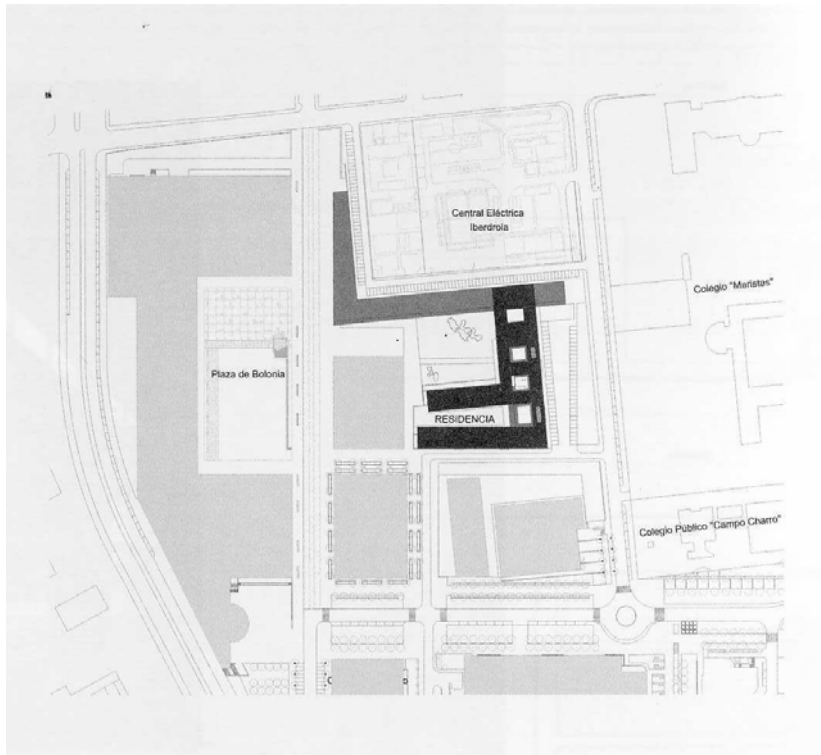 Central Eléctrica
Iberdrola
Colegio "Maristas"
Plaza de Bolonia
RESIDENCIA
Colegio Público "Campo Charro"